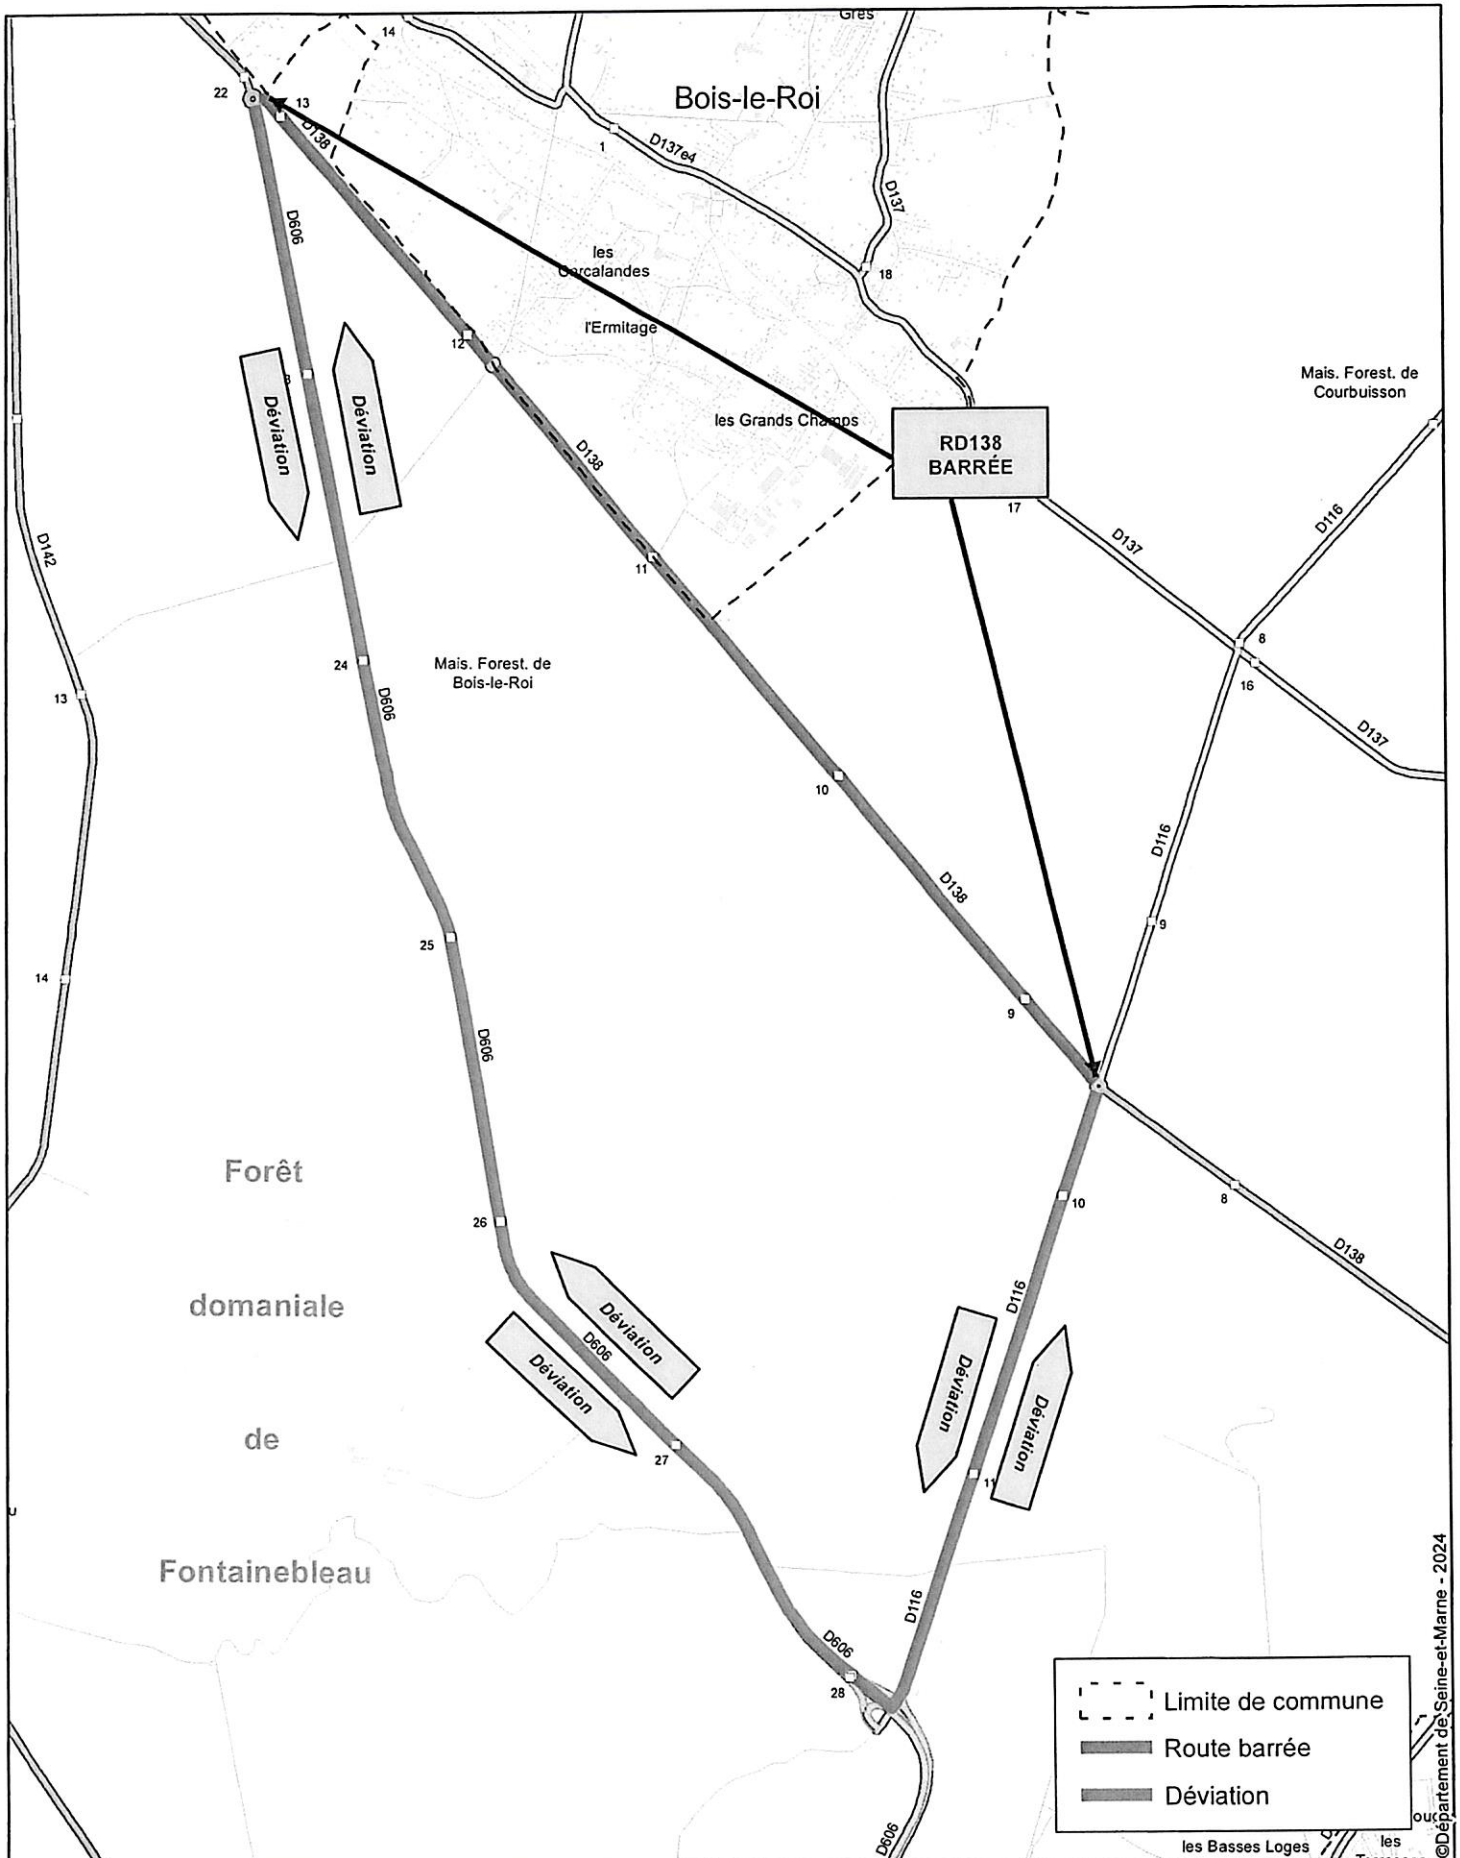 Grès
14
Bois-le-Roi
22
13
D138
1
D137e4
D137
D606
18
les
Carcalandes
l'Ermitage
12
Mais. Forest. de
Courbuisson
les Grands Champs
RD138
BARRÉE
Déviation
Déviation
D138
17
D116
D137
D142
11
8
16
24
Mais. Forest. de
Bois-le-Roi
13
D606
D137
10
D116
D138
9
25
14
9
D606
Forêt
8
10
26
D138
domaniale
D116
Déviation
D606
Déviation
Déviation
Déviation
de
27
11
Fontainebleau
D116
D606
28
Limite de commune
Route barrée
Déviation
D606
les Basses Loges
les
©Département de Seine-et-Marne - 2024